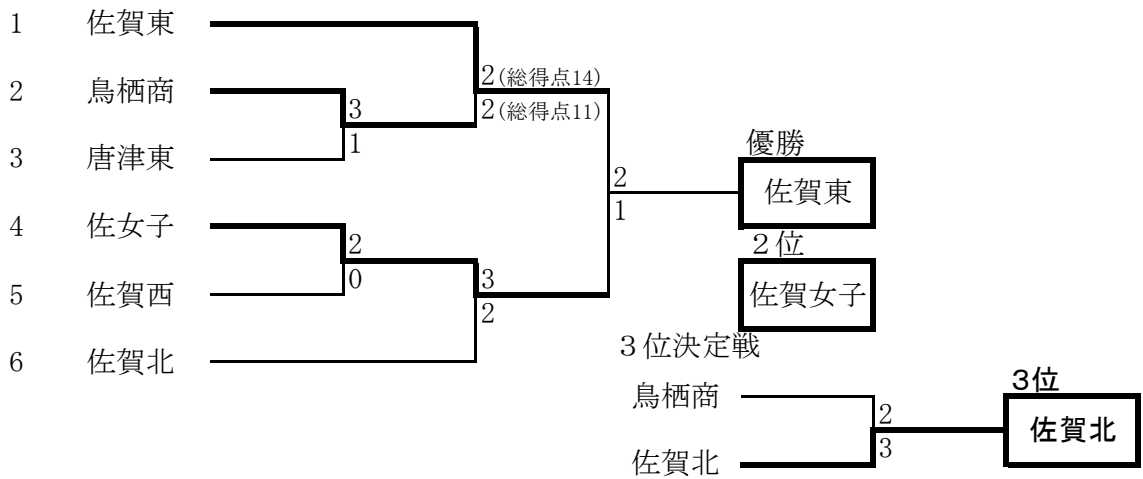 1 佐賀東
2(総得点14)
2 鳥栖商
3
2(総得点11)
1
3 唐津東
優勝
2
佐賀東
1
4 佐女子
2
２位
0
3
5 佐賀西
2
佐賀女子
6 佐賀北
３位決定戦
鳥栖商
2
３位
佐賀北
3
佐賀北